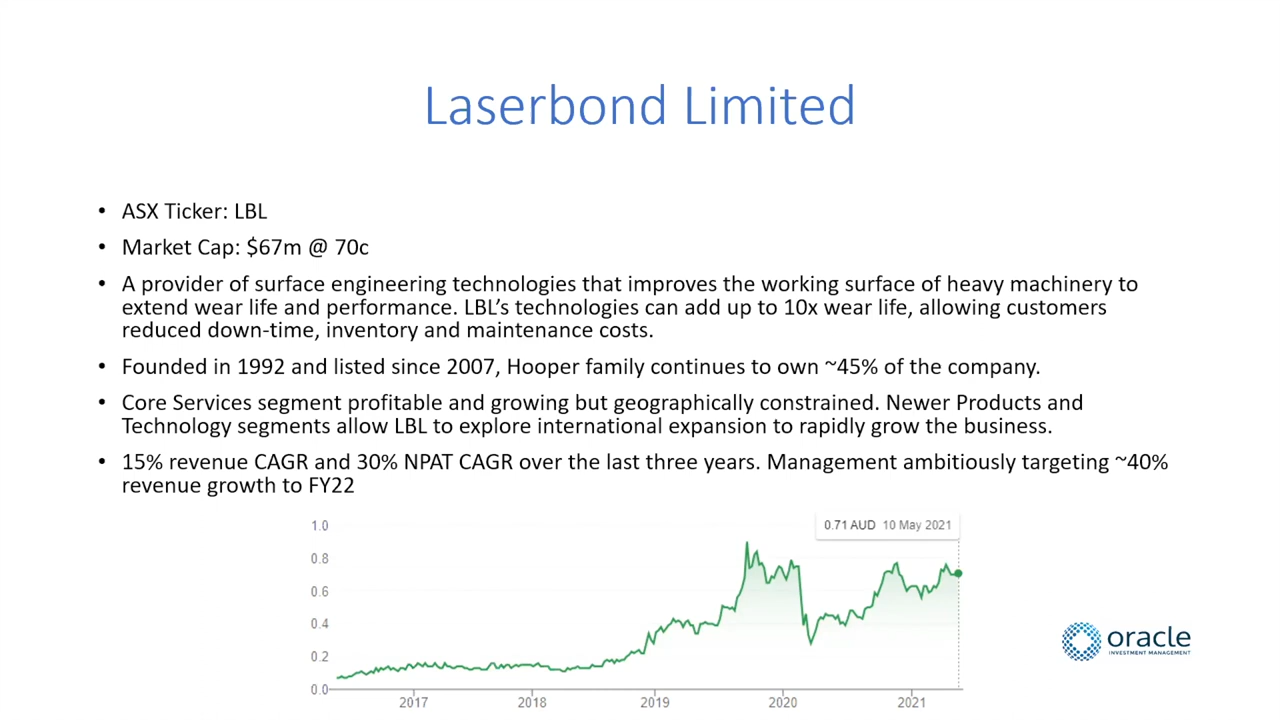 Laserbond Limited
• ASX Ticker: LBL
• Market Cap: $67m @ 70c
• A provider of surface engineering technologies that improves the working surface of heavy machinery to
extend wear life and performance. LBL’s technologies can add up to 10x wear life, allowing customers
reduced down-time, inventory and maintenance costs.
• Founded in 1992 and listed since 2007, Hooper family continues to own ~45% of the company.
• Core Services segment profitable and growing but geographically constrained. Newer Products and
Technology segments allow LBL to explore international expansion to rapidly grow the business.
• 15% revenue CAGR and 30% NPAT CAGR over the last three years. Management ambitiously targeting ~40%
revenue growth to FY22
0.71 AUD 10 May 2021
1.0
0.8
0.6
0.4
0.2
0.0
2017 2018 2019 2020 2021
oracle
INVESTMENT MANAGEMENT